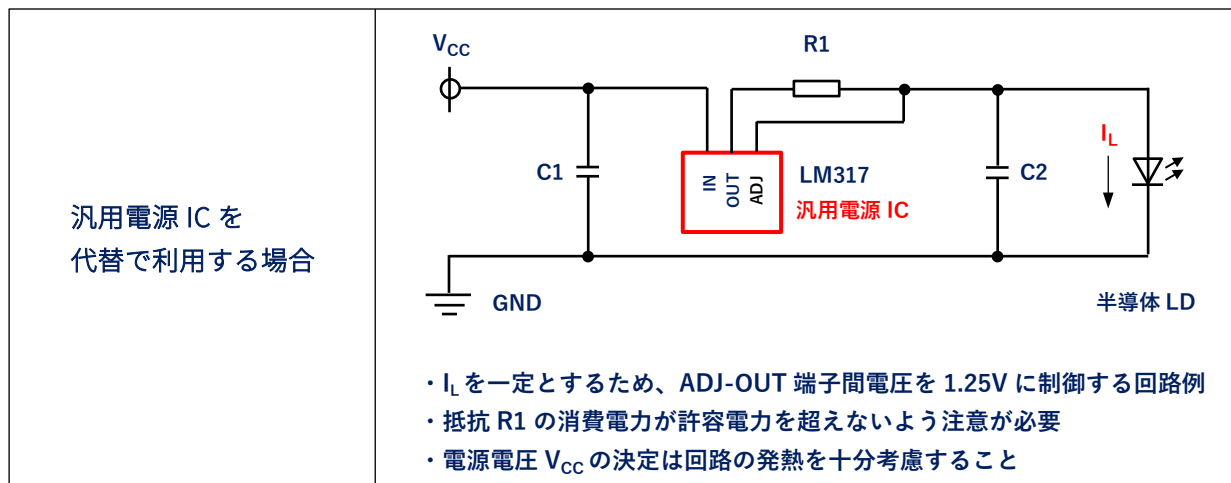 汎用電源 IC を
代替で利用する場合
VCC
R1
C1
IN
OUT
ADJ
LM317
汎用電源 IC
C2
IL
GND
半導体 LD
・ILを一定とするため、ADJ-OUT 端子間電圧を 1.25V に制御する回路例
・抵抗 R1 の消費電力が許容電力を超えないよう注意が必要
・電源電圧 VCC の決定は回路の発熱を十分考慮すること